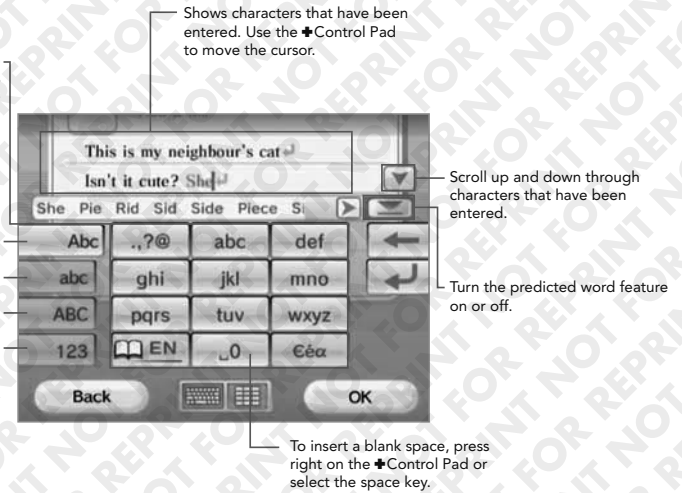 Shows characters that have been
entered. Use the ✚Control Pad
to move the cursor.
This is my neighbour's cat↵
Isn't it cute? She↵
She Pie Rid Sid Side Piece
Scroll up and down through
characters that have been
entered.
Abc .,?@ abc def
abc ghi jkl mno
Turn the predicted word feature
on or off.
ABC pqrs tuv wxyz
123 EN ␣0 €éα
Back OK
To insert a blank space, press
right on the ✚Control Pad or
select the space key.
NOT FOR REPRINT